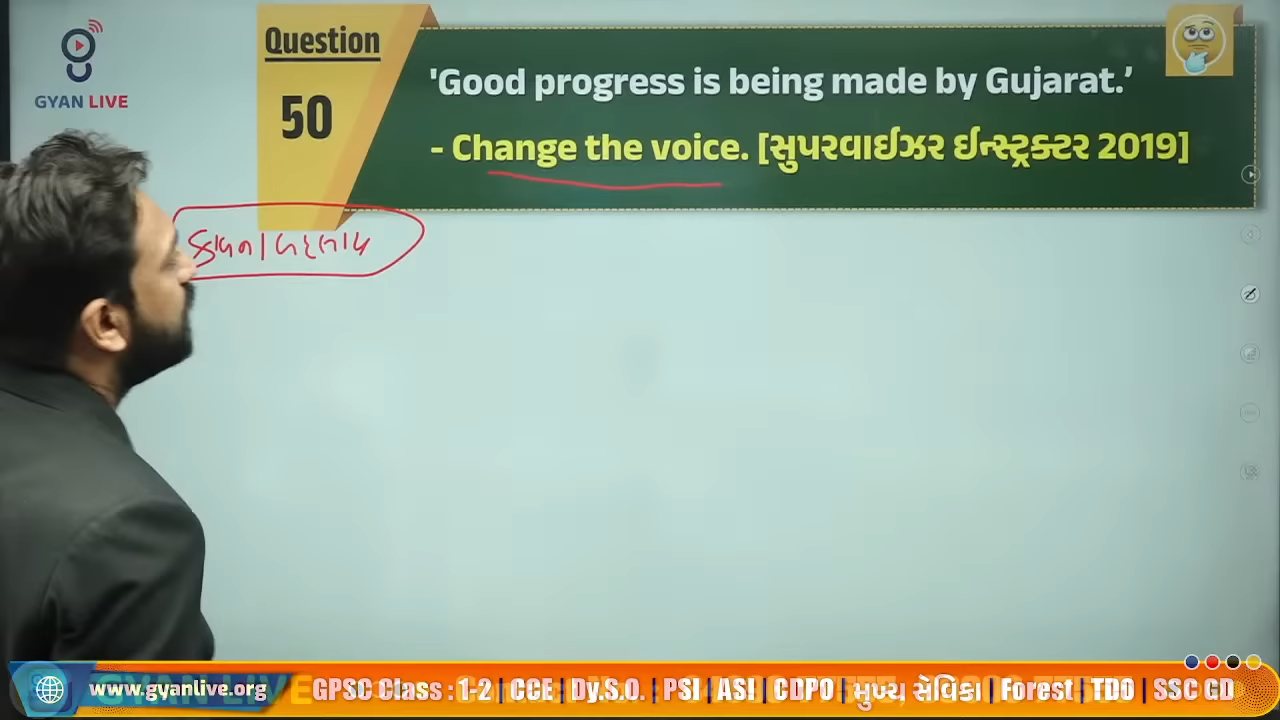 GYAN LIVE
Question
50
'Good progress is being made by Gujarat.’
- Change the voice. [સુપરવાઈઝર ઈન્સ્ટ્રક્ટર 2019]
www.gyanlive.org
GPSC Class : 1-2 | CCE | Dy.S.O. | PSI | ASI | CDPO | મુખ્ય સેવિકા | Forest | TDO | SSC GD